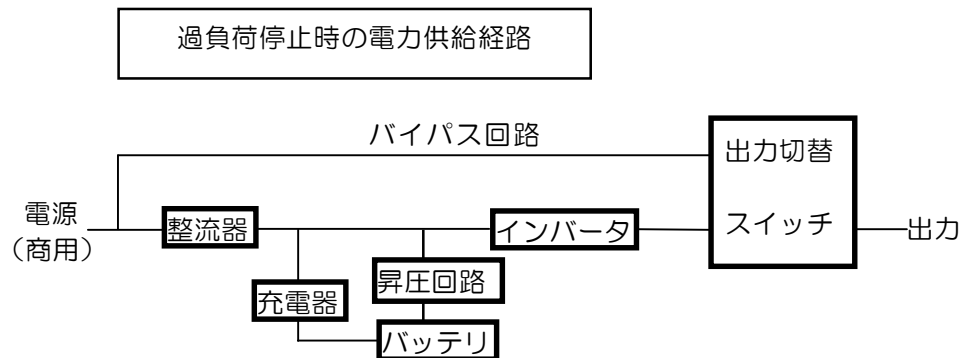 過負荷停止時の電力供給経路
バイパス回路
出力切替
スイッチ
電源
(商用)
整流器
インバータ
出力
充電器
昇圧回路
バッテリ